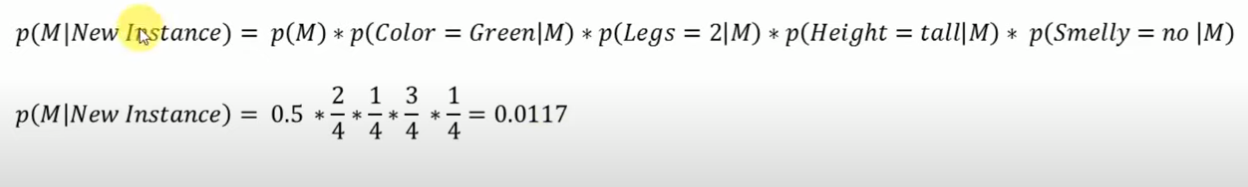 p(M|New Instance) = p(M) * p(Color = Green|M) * p(Legs = 2|M) * p(Height = tall|M) * p(Smelly = no |M)
p(M|New Instance) = 0.5 * 2/4 * 1/4 * 3/4 * 1/4 = 0.0117